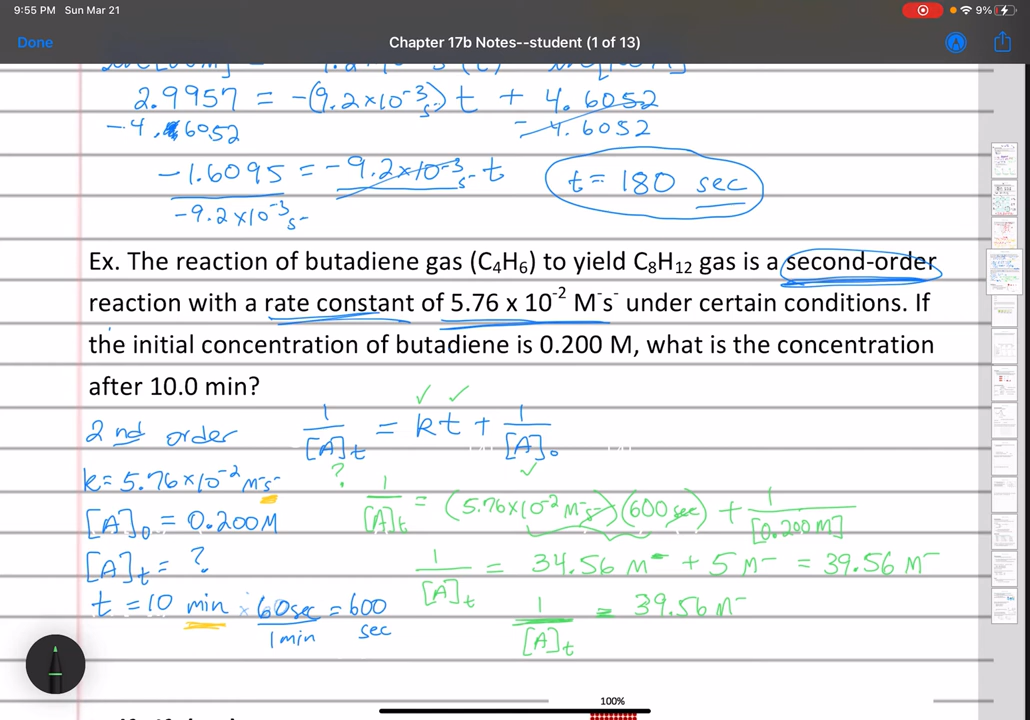 9:55 PM Sun Mar 21 9%
Done Chapter 17b Notes--student (1 of 13)
2.9957 = -(9.2×10⁻³ s⁻) t + 4.6052
-4.6052 -4.6052
-1.6095 = -9.2×10⁻³ s⁻ t t = 180 sec
-9.2×10⁻³ s⁻
Ex. The reaction of butadiene gas (C₄H₆) to yield C₈H₁₂ gas is a second-order
reaction with a rate constant of 5.76 x 10⁻² M⁻s⁻ under certain conditions. If
the initial concentration of butadiene is 0.200 M, what is the concentration
after 10.0 min?
2nd order 1/[A]t = kt + 1/[A]₀
k = 5.76×10⁻² M⁻s⁻ ? ✓
1/[A]t = (5.76×10⁻² M⁻s⁻)(600 sec) + 1/[0.200M]
[A]₀ = 0.200M
1/[A]t = 34.56 M⁻ + 5 M⁻ = 39.56 M⁻
[A]t = ?
t = 10 min × 60sec/1min = 600 sec
1/[A]t = 39.56 M⁻
100%